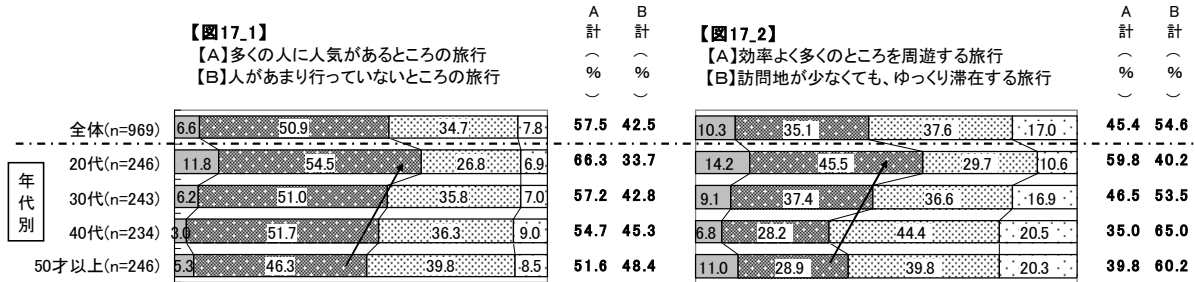 【図17_1】
【A】多くの人に人気があるところの旅行
【B】人があまり行っていないところの旅行
A計(%) B計(%)
全体(n=969) 6.6 50.9 34.7 7.8 57.5 42.5
年代別
20代(n=246) 11.8 54.5 26.8 6.9 66.3 33.7
30代(n=243) 6.2 51.0 35.8 7.0 57.2 42.8
40代(n=234) 3.0 51.7 36.3 9.0 54.7 45.3
50才以上(n=246) 5.3 46.3 39.8 8.5 51.6 48.4
【図17_2】
【A】効率よく多くのところを周遊する旅行
【B】訪問地が少なくても、ゆっくり滞在する旅行
A計(%) B計(%)
10.3 35.1 37.6 17.0 45.4 54.6
14.2 45.5 29.7 10.6 59.8 40.2
9.1 37.4 36.6 16.9 46.5 53.5
6.8 28.2 44.4 20.5 35.0 65.0
11.0 28.9 39.8 20.3 39.8 60.2